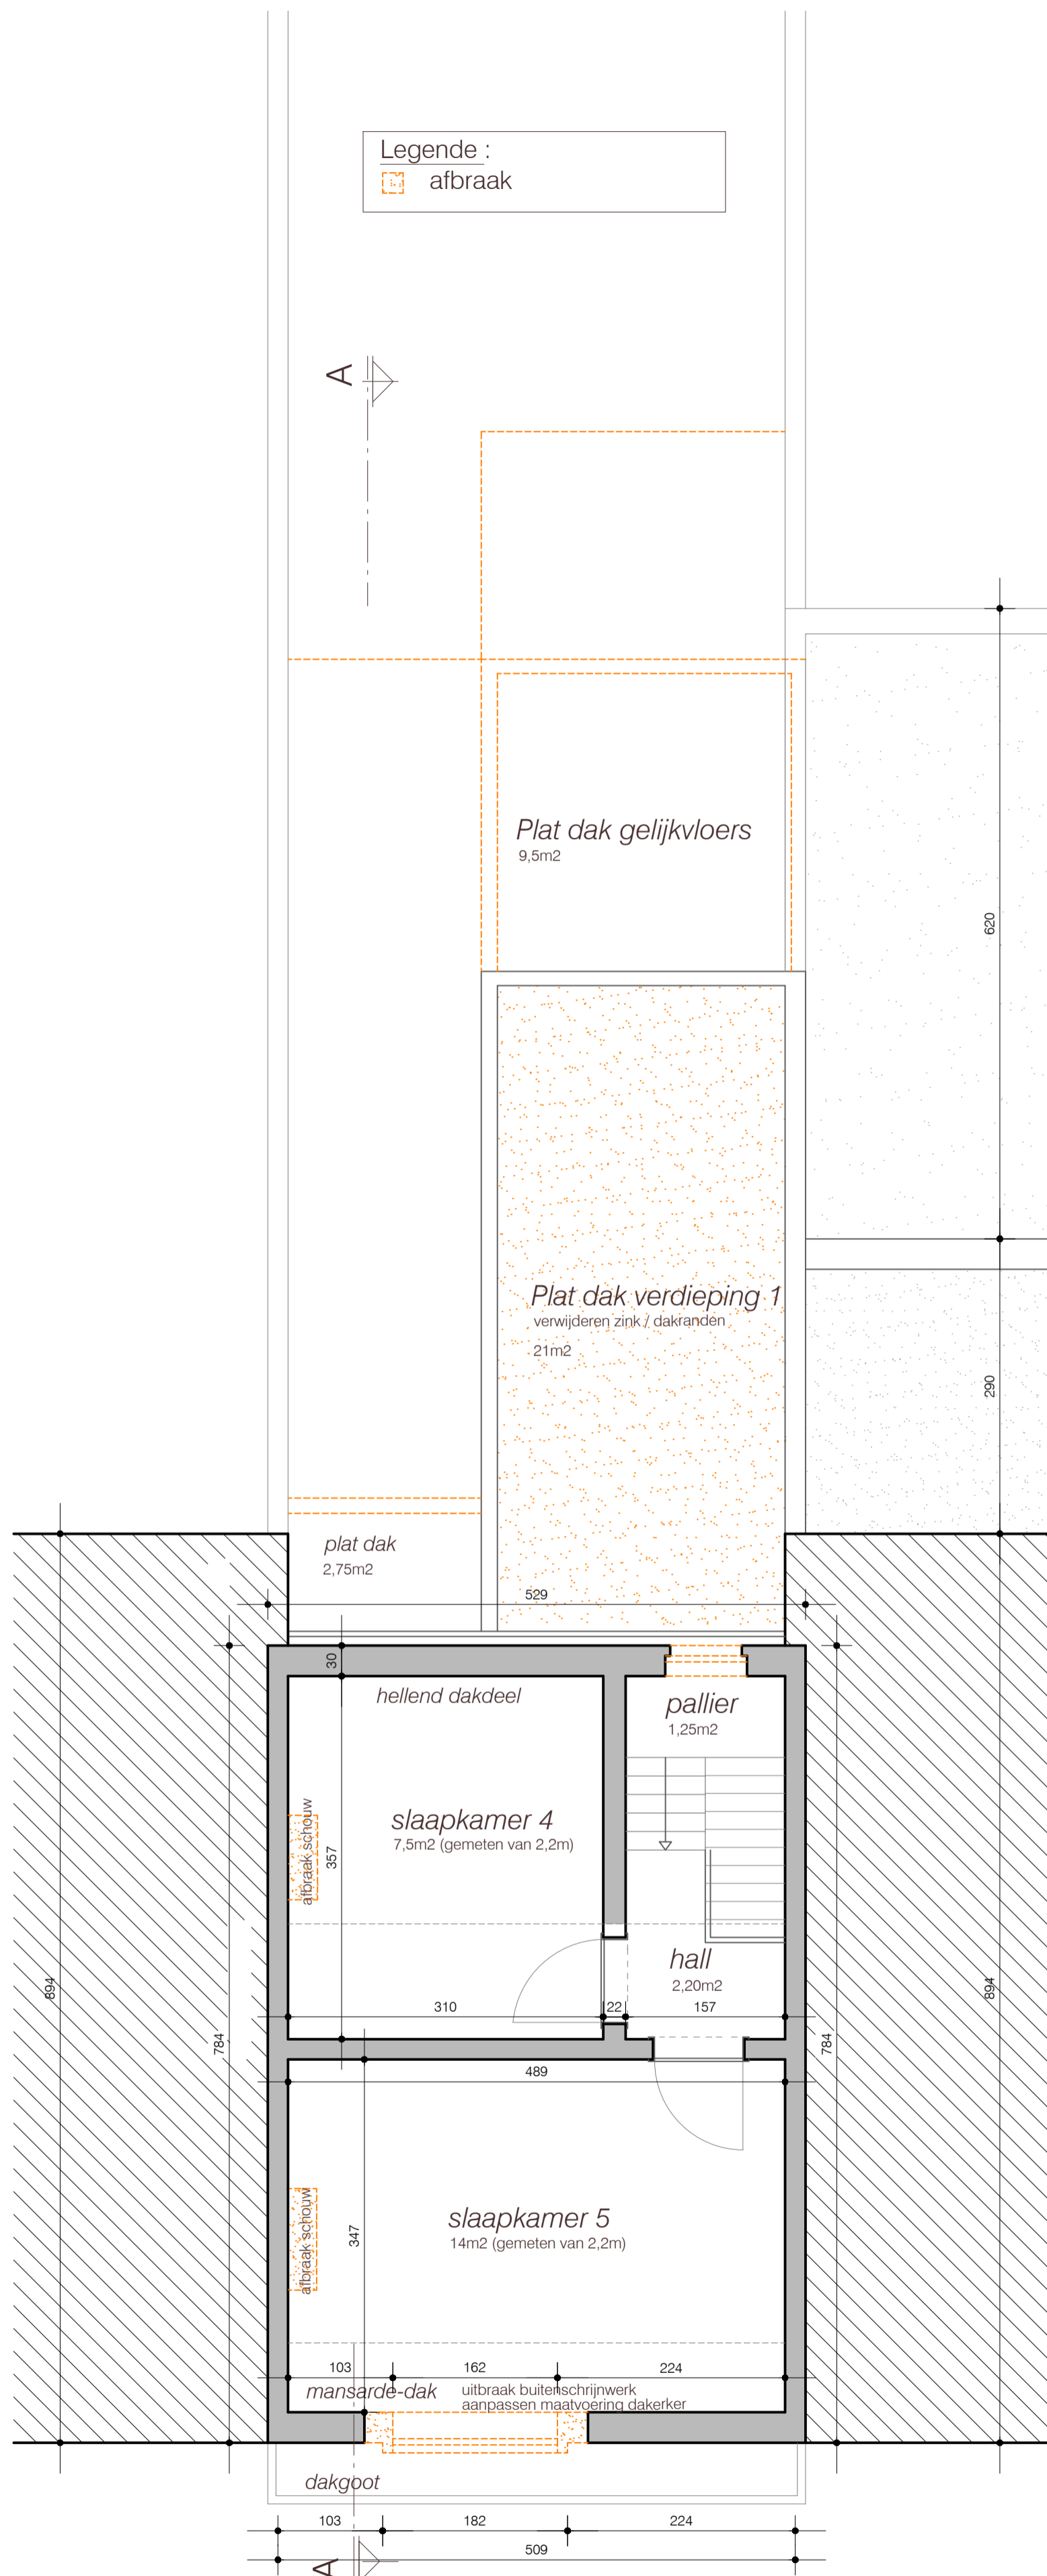 Legende :
afbraak
A
Plat dak gelijkvloers
9,5m2
620
Plat dak verdieping 1
verwijderen zink / dakranden
21m2
290
plat dak
2,75m2
529
30
hellend dakdeel
pallier
1,25m2
slaapkamer 4
7,5m2 (gemeten van 2,2m)
afbraak schouw
357
hall
2,20m2
894
784
310
22
157
784
894
489
slaapkamer 5
14m2 (gemeten van 2,2m)
afbraak schouw
347
103
162
224
mansarde-dak
uitbraak buitenschrijnwerk
aanpassen maatvoering dakerker
dakgoot
103
182
224
509
A